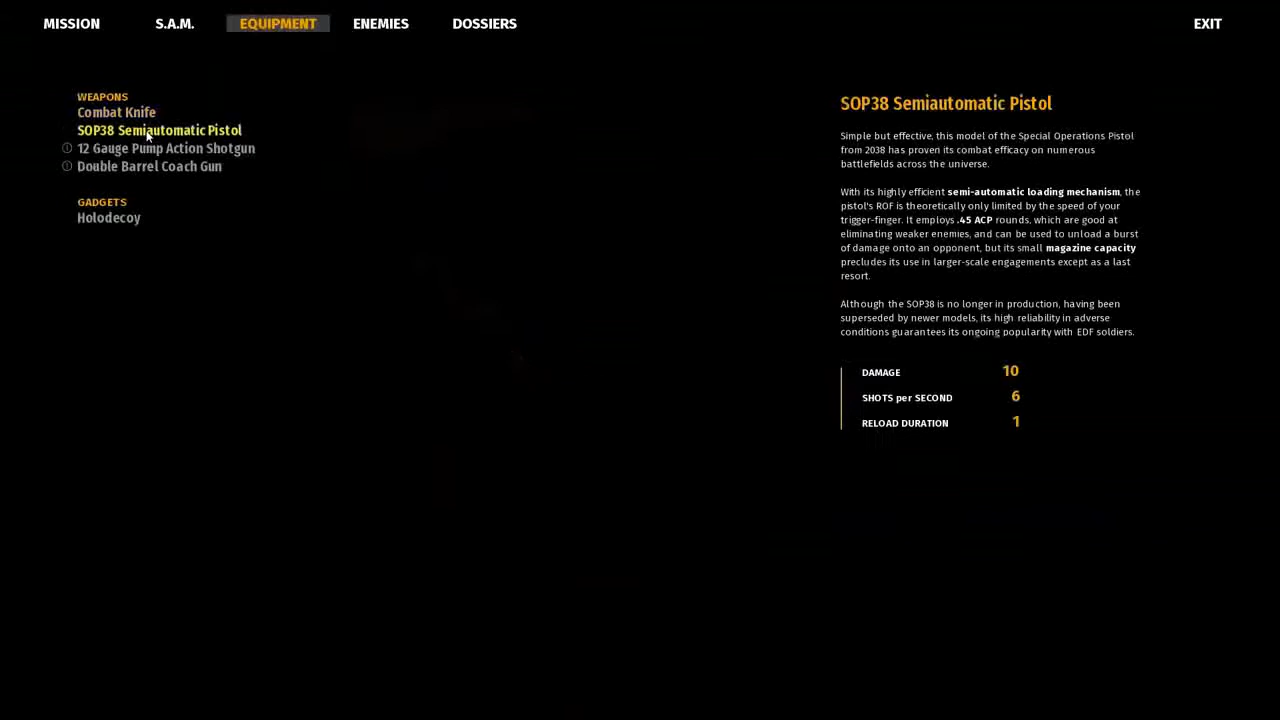 MISSION S.A.M. EQUIPMENT ENEMIES DOSSIERS EXIT
WEAPONS
Combat Knife
SOP38 Semiautomatic Pistol
12 Gauge Pump Action Shotgun
Double Barrel Coach Gun
GADGETS
Holodecoy
SOP38 Semiautomatic Pistol
Simple but effective, this model of the Special Operations Pistol
from 2038 has proven its combat efficacy on numerous
battlefields across the universe.
With its highly efficient semi-automatic loading mechanism, the
pistol's ROF is theoretically only limited by the speed of your
trigger-finger. It employs .45 ACP rounds, which are good at
eliminating weaker enemies, and can be used to unload a burst
of damage onto an opponent, but its small magazine capacity
precludes its use in larger-scale engagements except as a last
resort.
Although the SOP38 is no longer in production, having been
superseded by newer models, its high reliability in adverse
conditions guarantees its ongoing popularity with EDF soldiers.
DAMAGE 10
SHOTS per SECOND 6
RELOAD DURATION 1